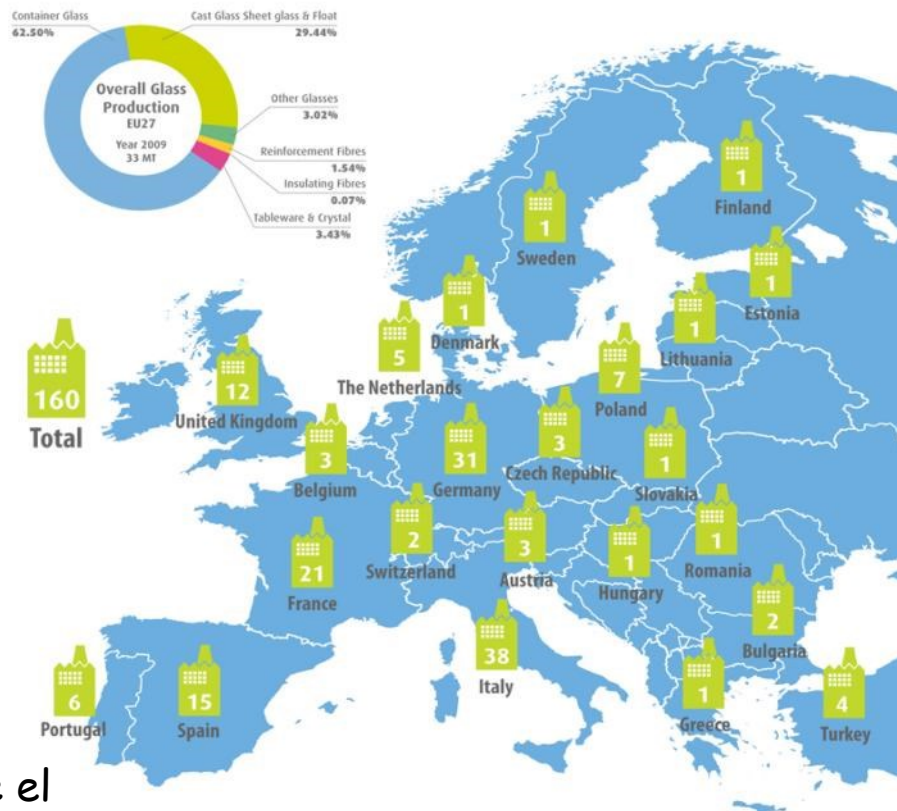 Container Glass
62.50%
Cast Glass Sheet glass & Float
29.44%
Overall Glass
Production
EU27
Year 2009
33 MT
Other Glasses
3.02%
Reinforcement Fibres
1.54%
Insulating Fibres
0.07%
Tableware & Crystal
3.43%
1
Finland
1
Sweden
1
Estonia
1
Denmark
1
Lithuania
5
The Netherlands
7
Poland
160
Total
12
United Kingdom
3
Belgium
31
Germany
3
Czech Republic
1
Slovakia
2
Switzerland
3
Austria
1
Hungary
1
Romania
21
France
2
Bulgaria
38
Italy
6
Portugal
15
Spain
1
Greece
4
Turkey
el